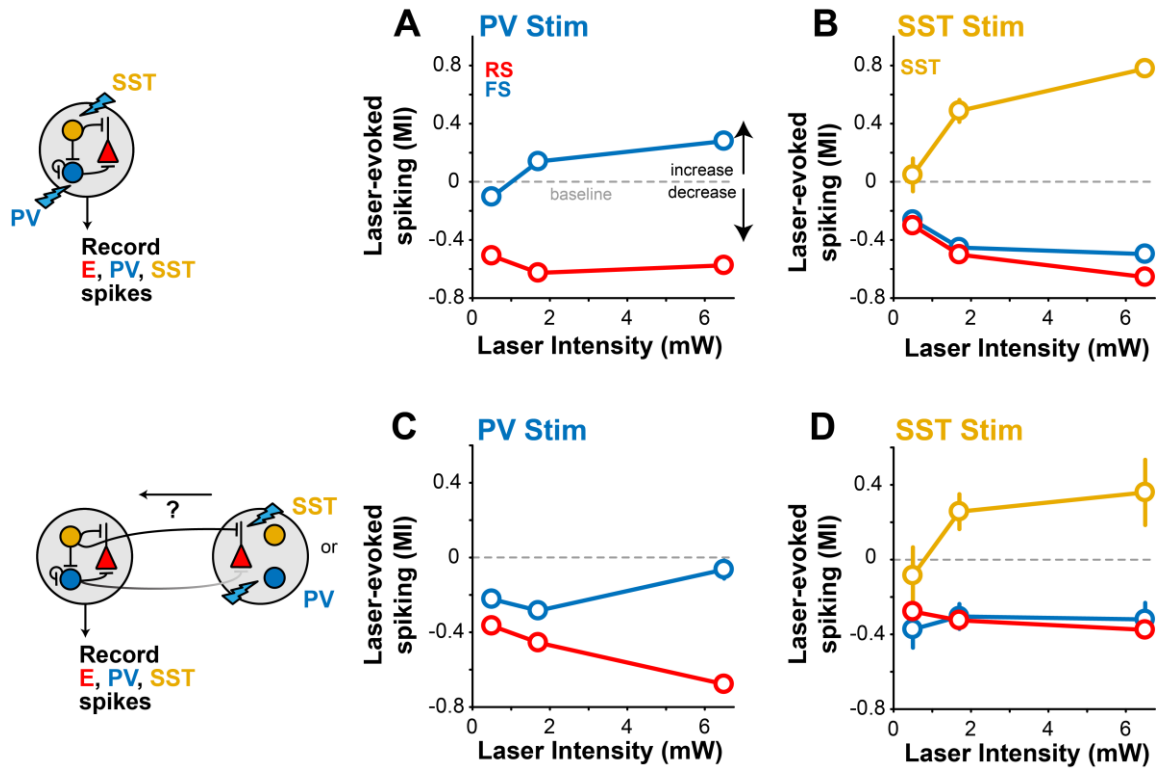 SST
PV
Record
E, PV, SST
spikes
A
PV Stim
RS
FS
Laser-evoked
spiking (MI)
0.8
0.4
0
-0.4
-0.8
baseline
increase
decrease
0
2
4
6
Laser Intensity (mW)
B
SST Stim
SST
Laser-evoked
spiking (MI)
0.8
0.4
0
-0.4
-0.8
0
2
4
6
Laser Intensity (mW)
?
SST
or
PV
Record
E, PV, SST
spikes
C
PV Stim
Laser-evoked
spiking (MI)
0.4
0
-0.4
-0.8
0
2
4
6
Laser Intensity (mW)
D
SST Stim
Laser-evoked
spiking (MI)
0.4
0
-0.4
-0.8
0
2
4
6
Laser Intensity (mW)